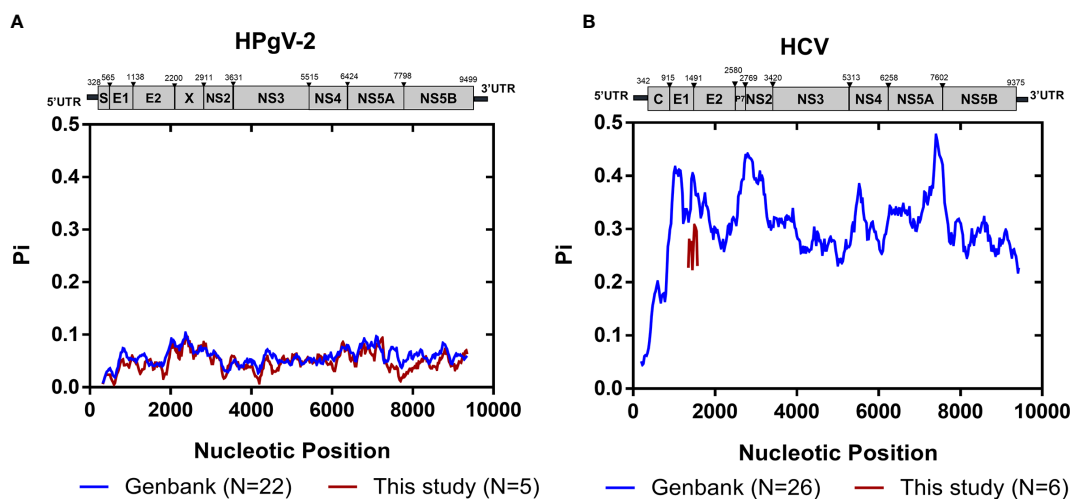 A
HPgV-2
328 565 1138 2200 2911 3631 5515 6424 7798 9499
5'UTR S E1 E2 X NS2 NS3 NS4 NS5A NS5B 3'UTR
0.5
0.4
0.3
0.2
0.1
0.0
Pi
0 2000 4000 6000 8000 10000
Nucleotic Position
Genbank (N=22) This study (N=5)
B
HCV
342 915 1491 2580 2769 3420 5313 6258 7602 9375
5'UTR C E1 E2 P7 NS2 NS3 NS4 NS5A NS5B 3'UTR
0.5
0.4
0.3
0.2
0.1
0.0
Pi
0 2000 4000 6000 8000 10000
Nucleotic Position
Genbank (N=26) This study (N=6)